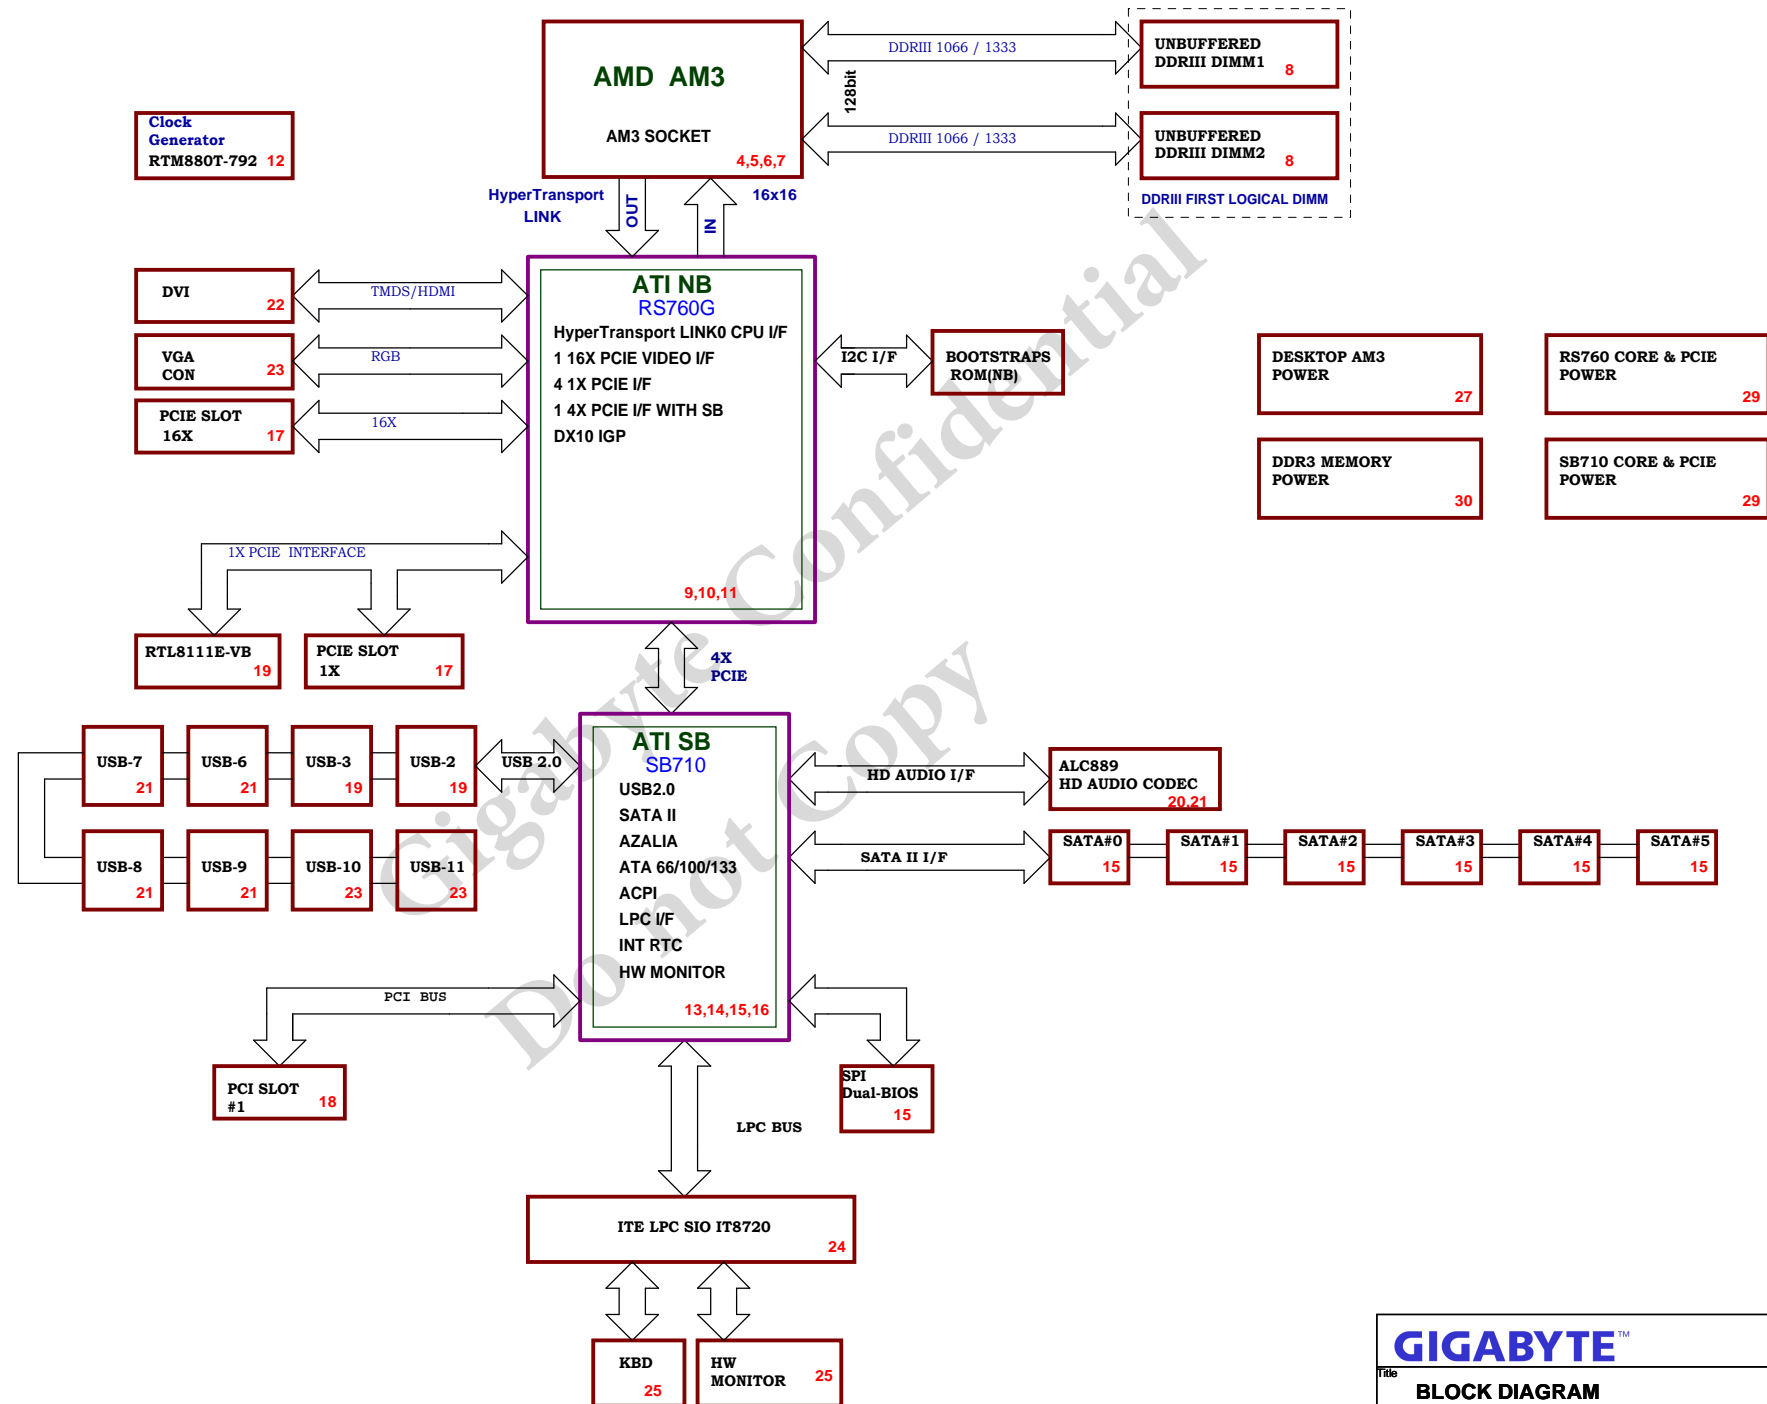 AMD AM3
AM3 SOCKET
4,5,6,7
DDRIII 1066 / 1333
128bit
DDRIII 1066 / 1333
UNBUFFERED
DDRIII DIMM1
8
UNBUFFERED
DDRIII DIMM2
8
DDRIII FIRST LOGICAL DIMM
Clock
Generator
RTM880T-792 12
HyperTransport
LINK
OUT
IN
16x16
DVI
22
TMDS/HDMI
VGA
CON
23
RGB
PCIE SLOT
16X
17
16X
ATI NB
RS760G
HyperTransport LINK0 CPU I/F
1 16X PCIE VIDEO I/F
4 1X PCIE I/F
1 4X PCIE I/F WITH SB
DX10 IGP
9,10,11
I2C I/F
BOOTSTRAPS
ROM(NB)
DESKTOP AM3
POWER
27
RS760 CORE & PCIE
POWER
29
DDR3 MEMORY
POWER
30
SB710 CORE & PCIE
POWER
29
1X PCIE INTERFACE
RTL8111E-VB
19
PCIE SLOT
1X
17
4X
PCIE
USB-7
21
USB-6
21
USB-3
19
USB-2
19
USB 2.0
USB-8
21
USB-9
21
USB-10
23
USB-11
23
ATI SB
SB710
USB2.0
SATA II
AZALIA
ATA 66/100/133
ACPI
LPC I/F
INT RTC
HW MONITOR
13,14,15,16
HD AUDIO I/F
ALC889
HD AUDIO CODEC
20,21
SATA II I/F
SATA#0
15
SATA#1
15
SATA#2
15
SATA#3
15
SATA#4
15
SATA#5
15
PCI BUS
PCI SLOT
#1
18
SPI
Dual-BIOS
15
LPC BUS
ITE LPC SIO IT8720
24
KBD
25
HW
MONITOR
25
Gigabyte Confidential
Do not Copy
GIGABYTE™
Title
BLOCK DIAGRAM